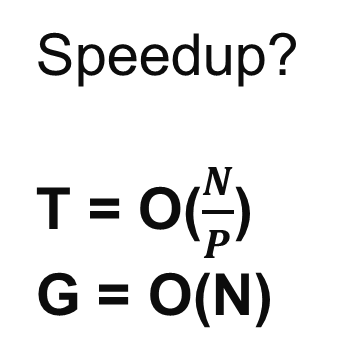 Speedup?
T = O(N/P)
G = O(N)